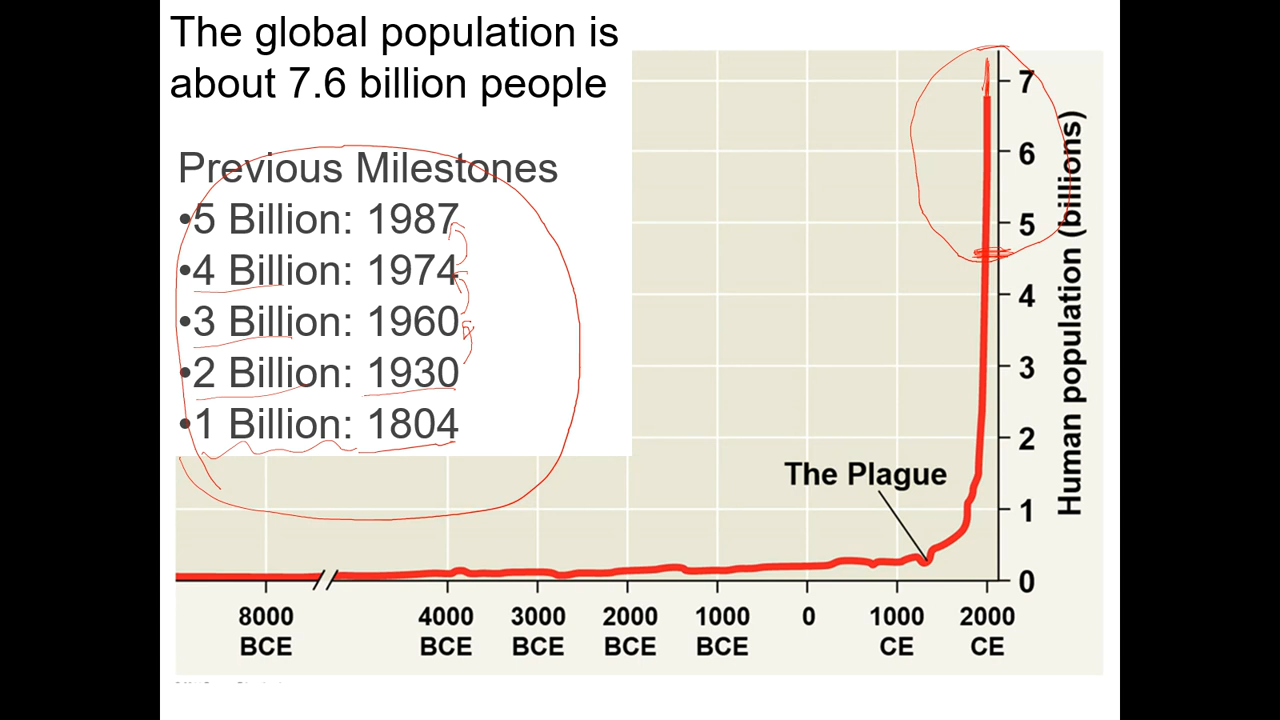 The global population is
about 7.6 billion people
Previous Milestones
•5 Billion: 1987
•4 Billion: 1974
•3 Billion: 1960
•2 Billion: 1930
•1 Billion: 1804
The Plague
7
6
5
4
3
2
1
0
Human population (billions)
8000 4000 3000 2000 1000 0 1000 2000
BCE BCE BCE BCE BCE CE CE